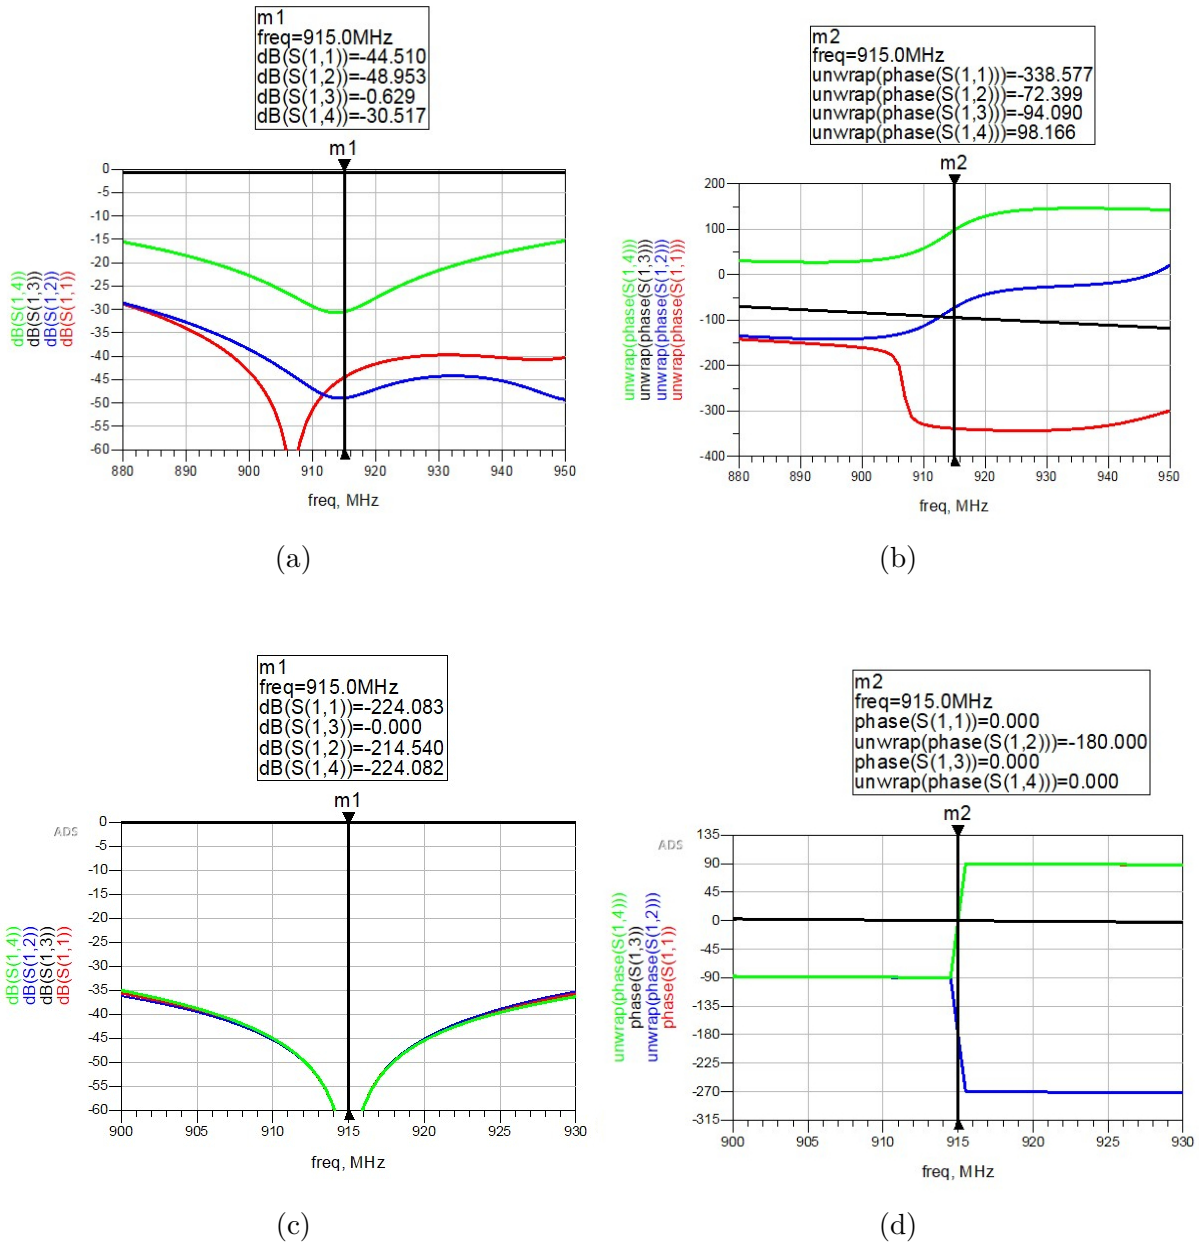 m1
freq=915.0MHz
dB(S(1,1))=-44.510
dB(S(1,2))=-48.953
dB(S(1,3))=-0.629
dB(S(1,4))=-30.517
m1
0
-5
-10
-15
-20
-25
-30
-35
-40
-45
-50
-55
-60
dB(S(1,4))
dB(S(1,3))
dB(S(1,2))
dB(S(1,1))
880 890 900 910 920 930 940 950
freq, MHz
(a)
m2
freq=915.0MHz
unwrap(phase(S(1,1)))=-338.577
unwrap(phase(S(1,2)))=-72.399
unwrap(phase(S(1,3)))=-94.090
unwrap(phase(S(1,4)))=98.166
m2
200
100
0
-100
-200
-300
-400
unwrap(phase(S(1,4)))
unwrap(phase(S(1,3)))
unwrap(phase(S(1,2)))
unwrap(phase(S(1,1)))
880 890 900 910 920 930 940 950
freq, MHz
(b)
m1
freq=915.0MHz
dB(S(1,1))=-224.083
dB(S(1,3))=-0.000
dB(S(1,2))=-214.540
dB(S(1,4))=-224.082
m1
ADS
0
-5
-10
-15
-20
-25
-30
-35
-40
-45
-50
-55
-60
dB(S(1,4))
dB(S(1,2))
dB(S(1,3))
dB(S(1,1))
900 905 910 915 920 925 930
freq, MHz
(c)
m2
freq=915.0MHz
phase(S(1,1))=0.000
unwrap(phase(S(1,2)))=-180.000
phase(S(1,3))=0.000
unwrap(phase(S(1,4)))=0.000
m2
ADS
135
90
45
0
-45
-90
-135
-180
-225
-270
-315
unwrap(phase(S(1,4)))
phase(S(1,3))
unwrap(phase(S(1,2)))
phase(S(1,1))
900 905 910 915 920 925 930
freq, MHz
(d)